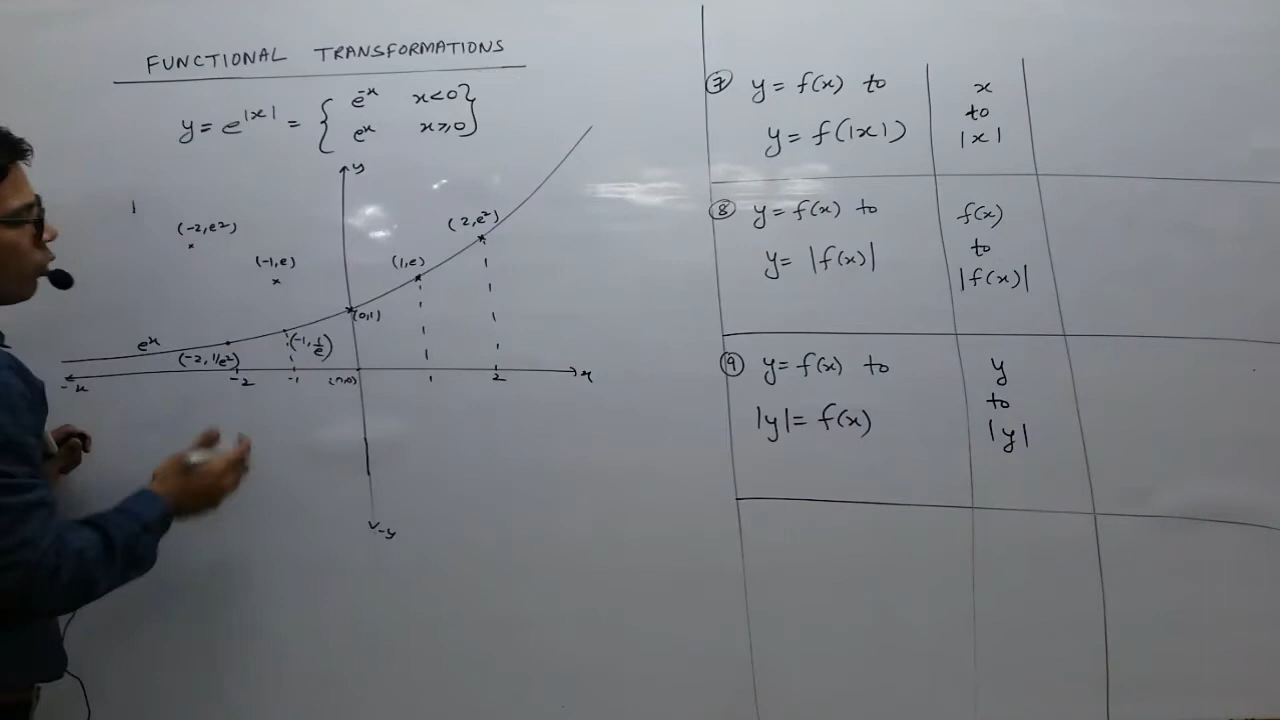 FUNCTIONAL TRANSFORMATIONS
y = e^|x| = { e^-x x<0
e^x x≥0 }
y
(-2, e²)
(2, e²)
(-1, e)
(1, e)
(0,1)
e^x
(-2, 1/e²)
(-1, 1/e)
-x
-2
-1
(0,0)
1
2
x
-y
⑦ y = f(x) to
y = f(|x|)
x
to
|x|
⑧ y = f(x) to
y = |f(x)|
f(x)
to
|f(x)|
⑨ y = f(x) to
|y| = f(x)
y
to
|y|